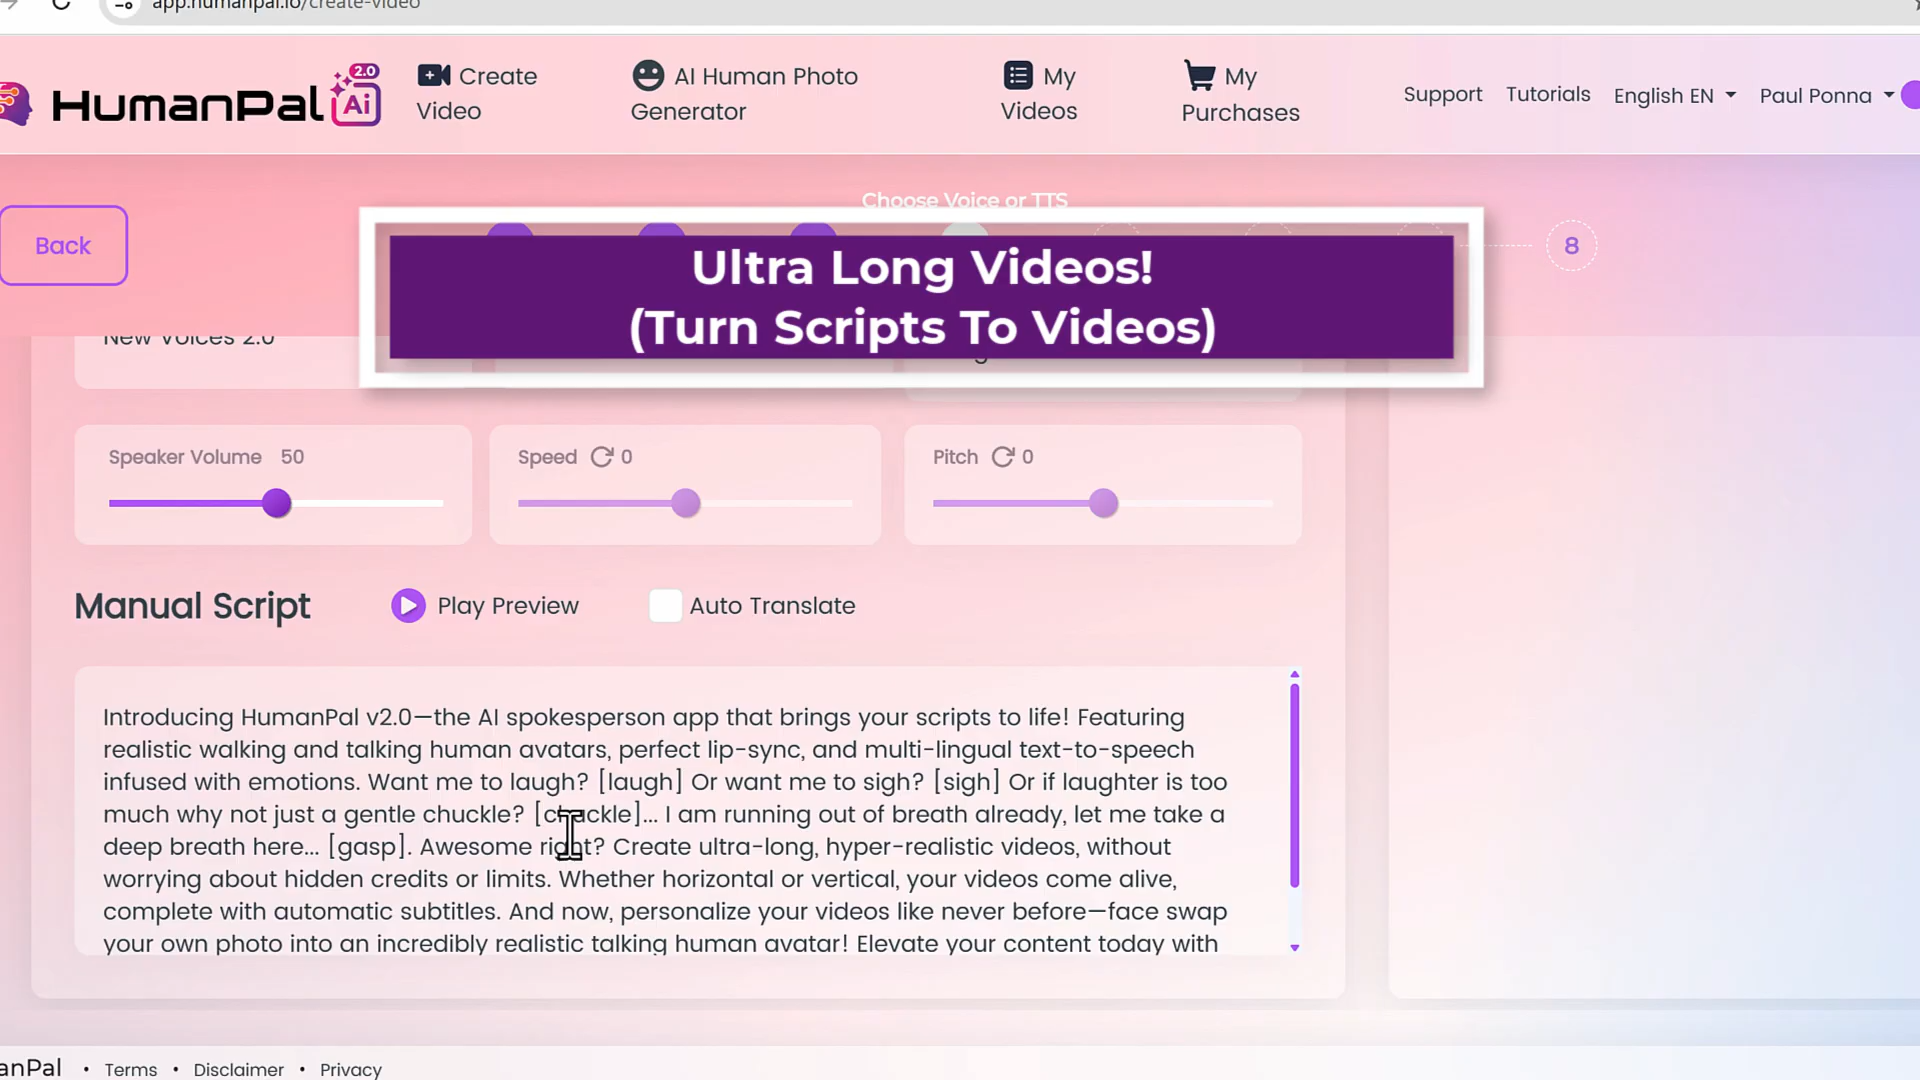 app.humanpal.io/create-video
HumanPal Ai 2.0
Create Video
AI Human Photo Generator
My Videos
My Purchases
Support
Tutorials
English EN
Paul Ponna
Choose Voice or TTS
Back
8
Ultra Long Videos!
(Turn Scripts To Videos)
New Voices 2.0
Speaker Volume 50
Speed 0
Pitch 0
Manual Script
Play Preview
Auto Translate
Introducing HumanPal v2.0—the AI spokesperson app that brings your scripts to life! Featuring
realistic walking and talking human avatars, perfect lip-sync, and multi-lingual text-to-speech
infused with emotions. Want me to laugh? [laugh] Or want me to sigh? [sigh] Or if laughter is too
much why not just a gentle chuckle? [chuckle]... I am running out of breath already, let me take a
deep breath here... [gasp]. Awesome right? Create ultra-long, hyper-realistic videos, without
worrying about hidden credits or limits. Whether horizontal or vertical, your videos come alive,
complete with automatic subtitles. And now, personalize your videos like never before—face swap
your own photo into an incredibly realistic talking human avatar! Elevate your content today with
anPal • Terms • Disclaimer • Privacy